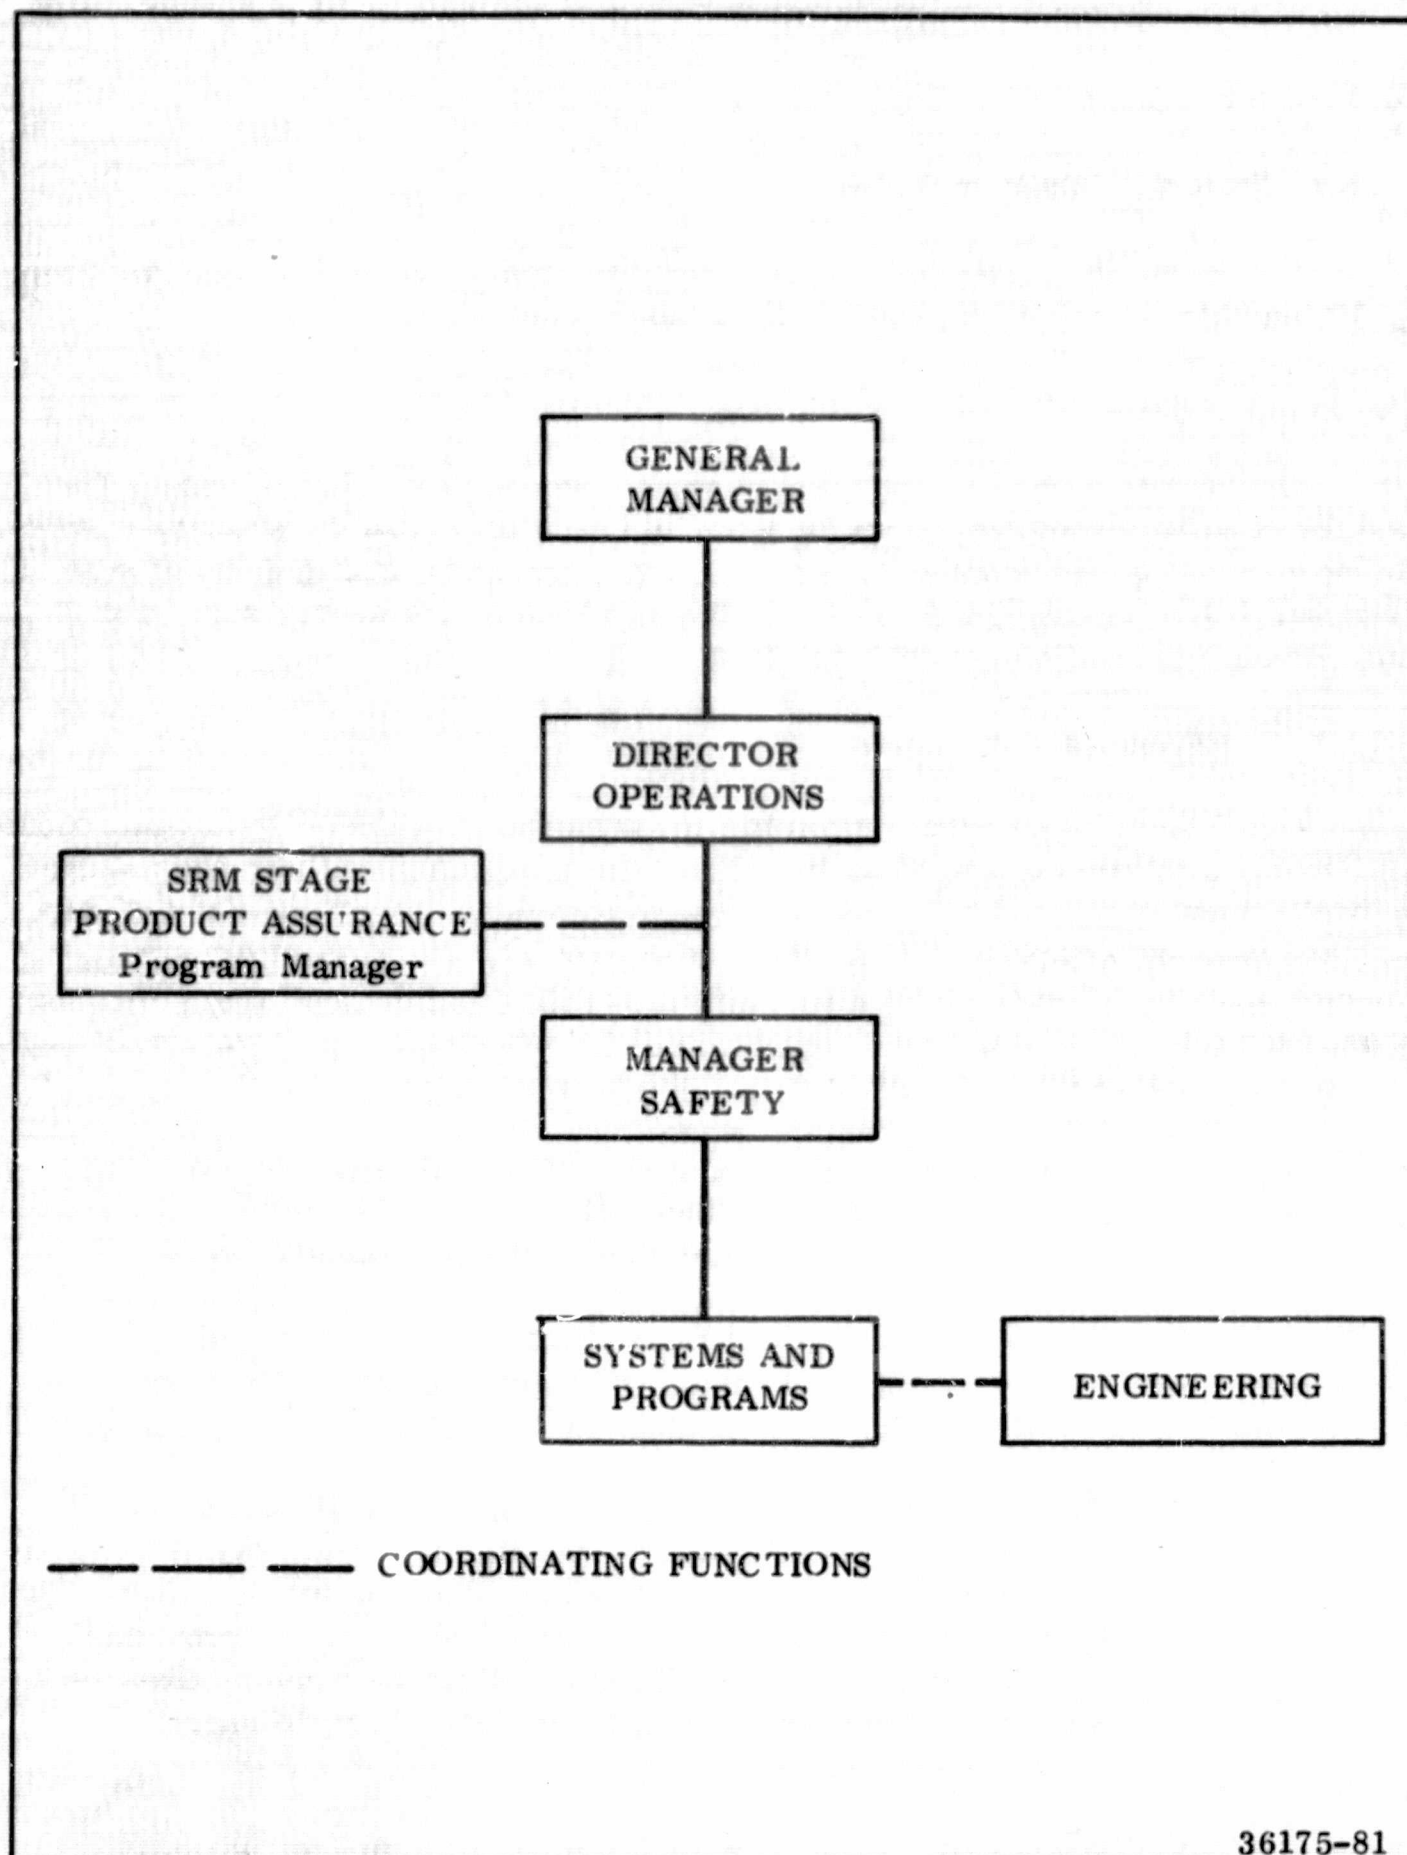 GENERAL
MANAGER
DIRECTOR
OPERATIONS
SRM STAGE
PRODUCT ASSURANCE
Program Manager
MANAGER
SAFETY
SYSTEMS AND
PROGRAMS
ENGINEERING
COORDINATING FUNCTIONS
36175-81